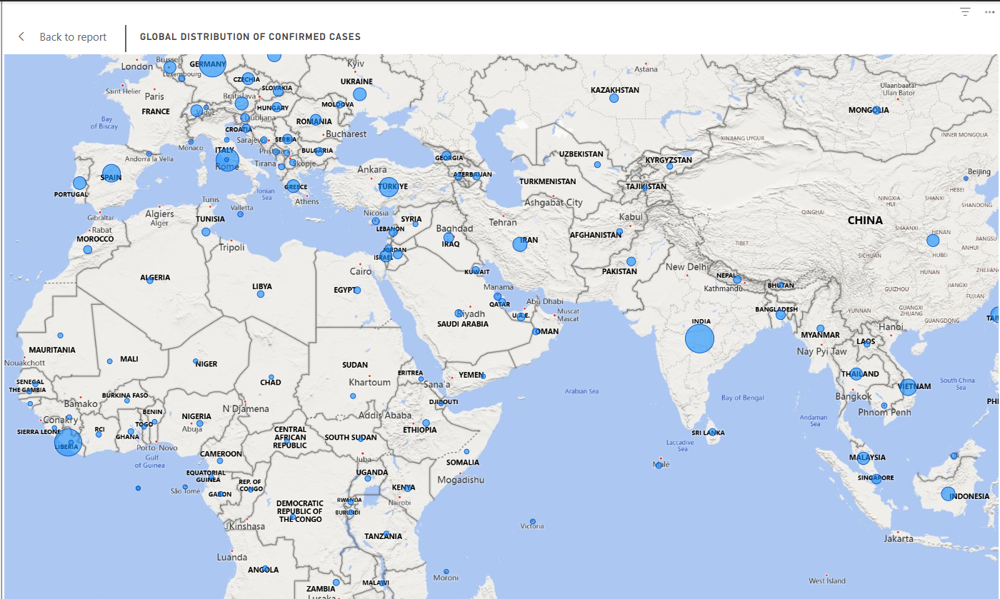 Back to report
GLOBAL DISTRIBUTION OF CONFIRMED CASES
London
Brussels
GERMANY
Kyiv
Astana
Luxembourg
CZECHIA
UKRAINE
Saint Helier
Paris
SLOVAKIA
KAZAKHSTAN
Ulaanbaatar
Ulan Bator
Bratislava
FRANCE
Vaduz
HUNGARY
MOLDOVA
MONGOLIA
Bay
of Biscay
Ljubljana
ROMANIA
CROATIA
Bucharest
XINJIANG UYGUR
INNER MONGOLIA
Monaco
Sarajevo
SERBIA
Andorra la Vella
ITALY
Pristina
BULGARIA
UZBEKISTAN
KYRGYZSTAN
Rome
Tirana
Skopje
GEORGIA
SPAIN
Ankara
AZERBAIJAN
TURKMENISTAN
Beijing
PORTUGAL
Ionian
Sea
GREECE
TÜRKIYE
TAJIKISTAN
HEBEI
Athens
Ashgabat City
NINGXIA
HUI
SHANXI
SHANDONG
Tunis
Valletta
Gibraltar
Algiers
Alger
TUNISIA
Nicosia
SYRIA
Tehran
Kabul
QINGHAI
CHINA
Rabat
MOROCCO
LEBANON
Baghdad
IRAQ
AFGHANISTAN
SHAANXI
HENAN
JIANGSU
Tripoli
IRAN
TIBET
ANHUI
JORDAN
ISRAEL
SICHUAN
HUBEI
ALGERIA
Cairo
KUWAIT
PAKISTAN
New Delhi
NEPAL
HUNAN
ZHEJIANG
LIBYA
EGYPT
Manama
Kathmandu
BHUTAN
GUIZHOU
JIANGXI
FUJIAN
QATAR
Abu Dhabi
BANGLADESH
YUNNAN
GUANGXI
ZHUANG
Riyadh
SAUDI ARABIA
U.A.E.
Muscat
Mascat
INDIA
GUANGDONG
TAI
OMAN
MYANMAR
Hanoi
MAURITANIA
LAOS
Nay Pyi Taw
Nouakchott
MALI
NIGER
SUDAN
ERITREA
YEMEN
THAILAND
SENEGAL
THE GAMBIA
CHAD
Khartoum
Sana'a
Arabian Sea
VIETNAM
South China
Sea
BURKINA FASO
Bay of Bengal
Bangkok
Bamako
N'Djamena
DJIBOUTI
PHI
Conakry
BENIN
NIGERIA
Addis Ababa
Andaman
Sea
Phnom Penh
TOGO
Abuja
ETHIOPIA
SIERRA LEONE
RCI
GHANA
CENTRAL
AFRICAN
REPUBLIC
SOUTH SUDAN
SRI LANKA
LIBERIA
Porto-Novo
Laccadive
Sea
CAMEROON
Gulf
of Guinea
Juba
SOMALIA
Malé
MALAYSIA
EQUATORIAL
GUINEA
UGANDA
Mogadishu
SINGAPORE
São Tomé
GABON
REP. OF
CONGO
KENYA
INDONESIA
DEMOCRATIC
REPUBLIC OF
THE CONGO
RWANDA
Nairobi
BURUNDI
Kinshasa
Victoria
TANZANIA
Jakarta
Luanda
ANGOLA
Moroni
West Island
ZAMBIA
MALAWI
Lusaka